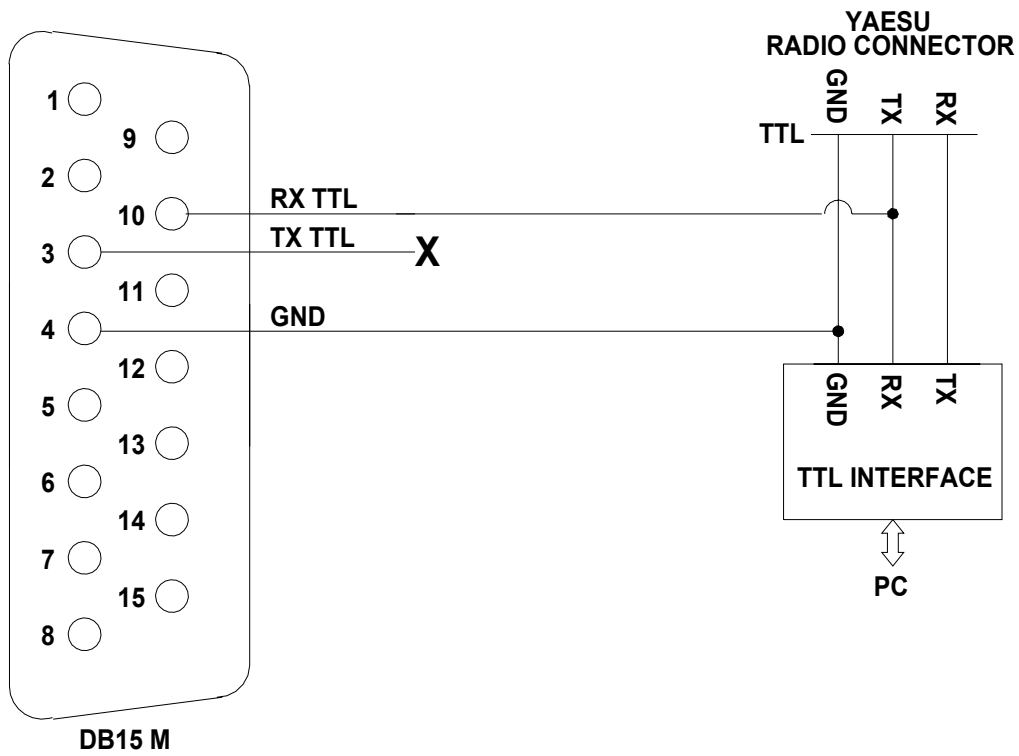 YAESU
RADIO CONNECTOR
GND TX RX
TTL
1
9
2
10 RX TTL
3 TX TTL X
11
4 GND
12
GND RX TX
5
13
6 TTL INTERFACE
14
7
PC
15
8
DB15 M